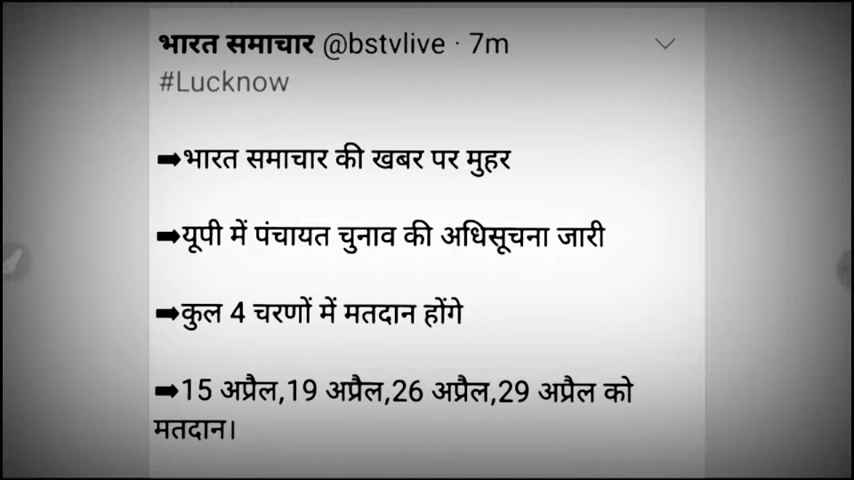 भारत समाचार @bstvlive · 7m
#Lucknow
➡भारत समाचार की खबर पर मुहर
➡यूपी में पंचायत चुनाव की अधिसूचना जारी
➡कुल 4 चरणों में मतदान होंगे
➡15 अप्रैल,19 अप्रैल,26 अप्रैल,29 अप्रैल को
मतदान।